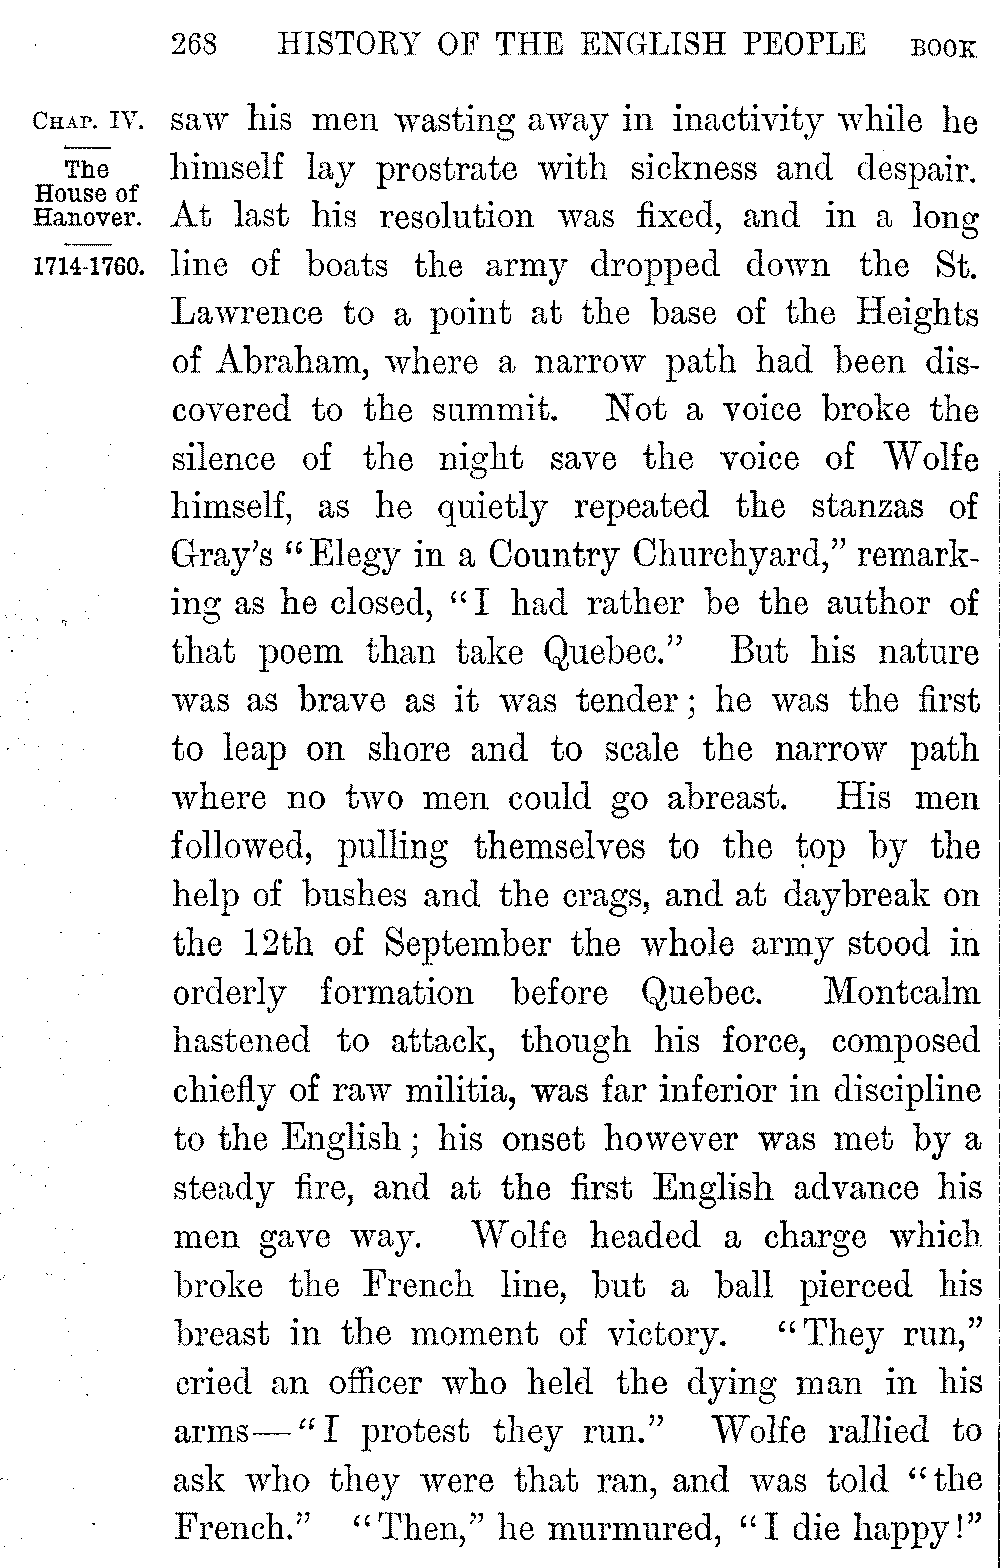 268 HISTORY OF THE ENGLISH PEOPLE BOOK
CHAP. IV.
The
House of
Hanover.
1714-1760.
saw his men wasting away in inactivity while he
himself lay prostrate with sickness and despair.
At last his resolution was fixed, and in a long
line of boats the army dropped down the St.
Lawrence to a point at the base of the Heights
of Abraham, where a narrow path had been dis-
covered to the summit. Not a voice broke the
silence of the night save the voice of Wolfe
himself, as he quietly repeated the stanzas of
Gray's “Elegy in a Country Churchyard,” remark-
ing as he closed, “I had rather be the author of
that poem than take Quebec.” But his nature
was as brave as it was tender; he was the first
to leap on shore and to scale the narrow path
where no two men could go abreast. His men
followed, pulling themselves to the top by the
help of bushes and the crags, and at daybreak on
the 12th of September the whole army stood in
orderly formation before Quebec. Montcalm
hastened to attack, though his force, composed
chiefly of raw militia, was far inferior in discipline
to the English; his onset however was met by a
steady fire, and at the first English advance his
men gave way. Wolfe headed a charge which
broke the French line, but a ball pierced his
breast in the moment of victory. “They run,”
cried an officer who held the dying man in his
arms—“I protest they run.” Wolfe rallied to
ask who they were that ran, and was told “the
French.” “Then,” he murmured, “I die happy!”